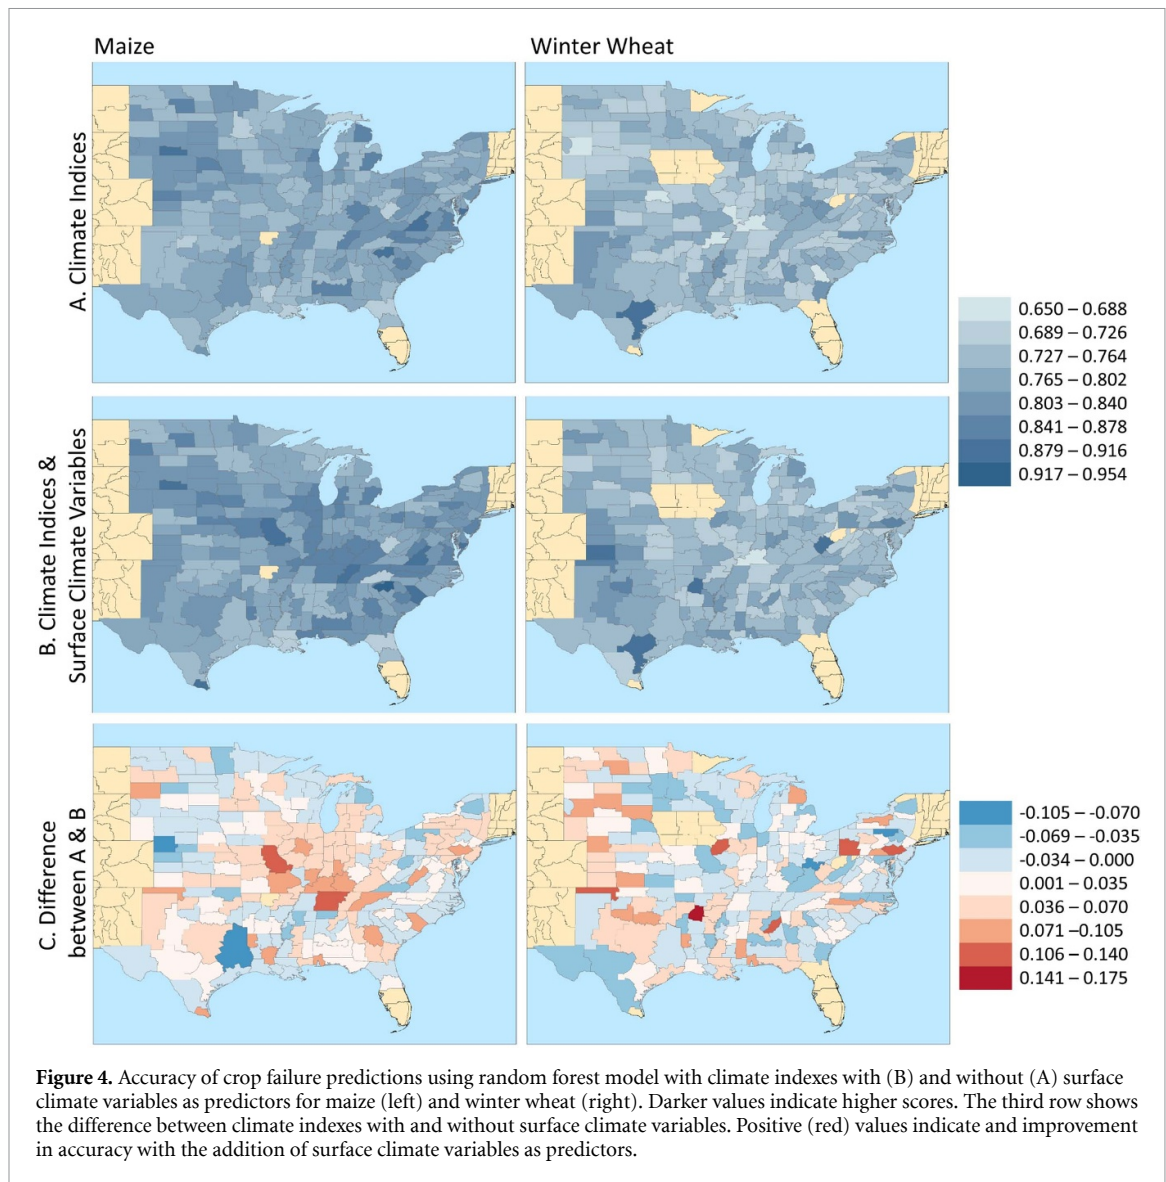 Maize
Winter Wheat
A. Climate Indices
0.650 – 0.688
0.689 – 0.726
0.727 – 0.764
0.765 – 0.802
0.803 – 0.840
0.841 – 0.878
0.879 – 0.916
0.917 – 0.954
B. Climate Indices &
Surface Climate Variables
C. Difference
between A & B
-0.105 – -0.070
-0.069 – -0.035
-0.034 – 0.000
0.001 – 0.035
0.036 – 0.070
0.071 – 0.105
0.106 – 0.140
0.141 – 0.175
Figure 4. Accuracy of crop failure predictions using random forest model with climate indexes with (B) and without (A) surface
climate variables as predictors for maize (left) and winter wheat (right). Darker values indicate higher scores. The third row shows
the difference between climate indexes with and without surface climate variables. Positive (red) values indicate and improvement
in accuracy with the addition of surface climate variables as predictors.